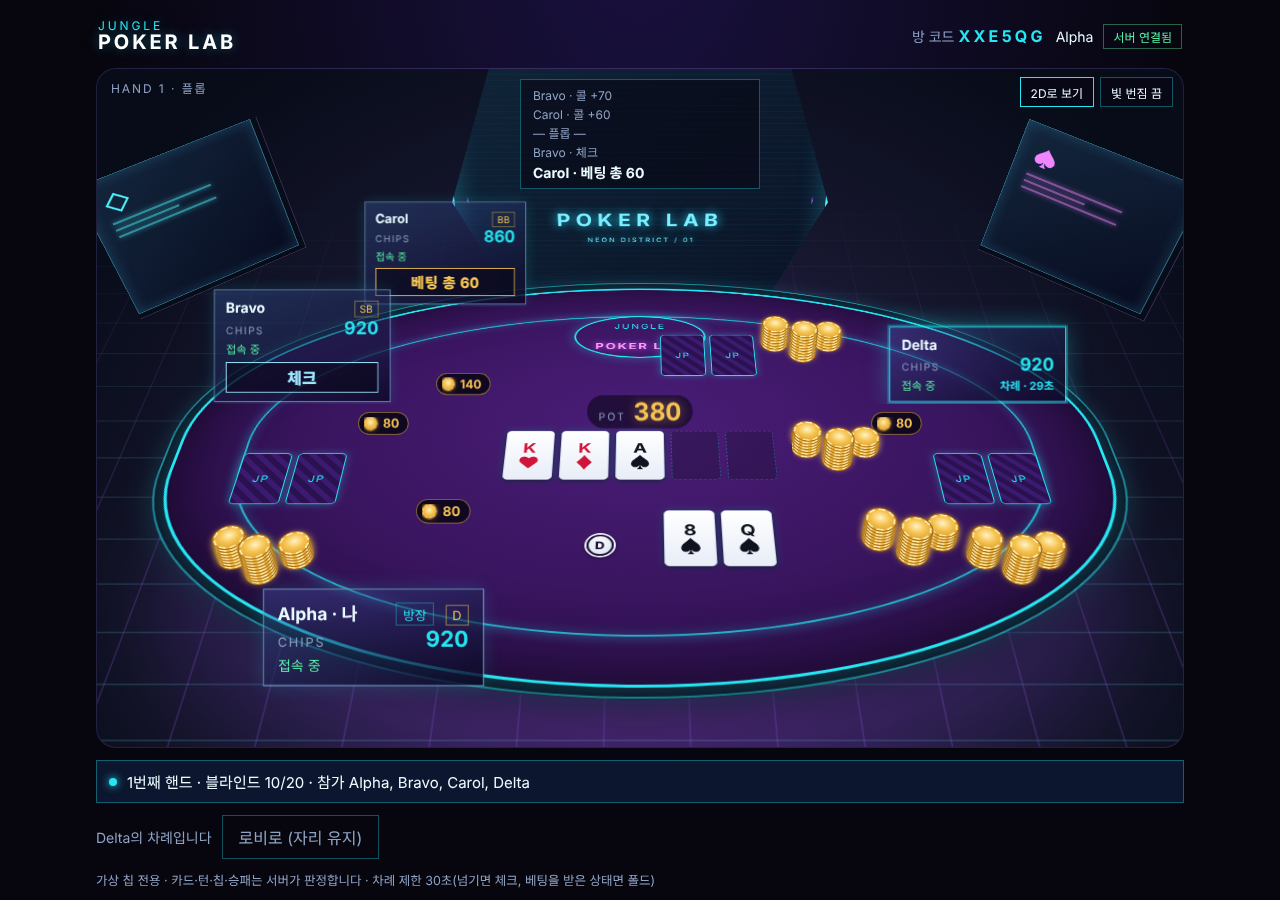 JUNGLE
POKER LAB
방 코드 XXE5QG Alpha 서버 연결됨
HAND 1 · 플롭
2D로 보기 빛 번짐 끔
Bravo · 콜 +70
Carol · 콜 +60
— 플롭 —
Bravo · 체크
Carol · 베팅 총 60
POKER LAB
NEON DISTRICT / 01
Carol BB
CHIPS 860
접속 중
베팅 총 60
Bravo SB
CHIPS 920
접속 중
체크
JUNGLE
POKER L
JP JP
Delta
CHIPS 920
접속 중 차례 · 29초
140
80
POT 380
80
K K A
JP JP
JP JP
80
8 Q
D
Alpha · 나 방장 D
CHIPS 920
접속 중
1번째 핸드 · 블라인드 10/20 · 참가 Alpha, Bravo, Carol, Delta
Delta의 차례입니다 로비로 (자리 유지)
가상 칩 전용 · 카드·턴·칩·승패는 서버가 판정합니다 · 차례 제한 30초(넘기면 체크, 베팅을 받은 상태면 폴드)